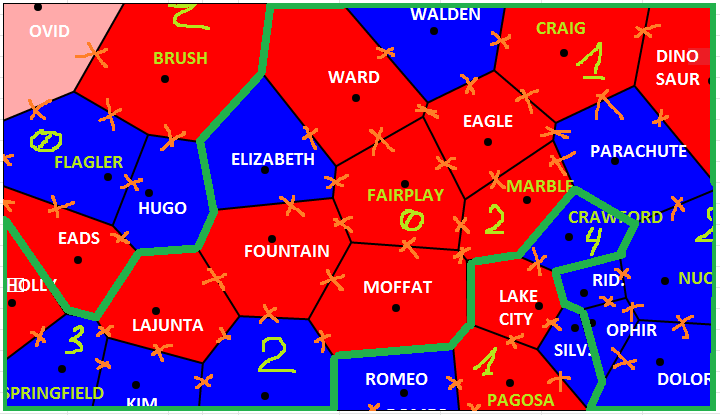 OVID
2
BRUSH
WALDEN
CRAIG
1
DINO
SAUR
WARD
EAGLE
0
FLAGLER
ELIZABETH
PARACHUTE
HUGO
FAIRPLAY
0
MARBLE
2
CRAWFORD
4
2
EADS
FOUNTAIN
HOLLY
MOFFAT
RID.
NUC
LAKE
CITY
LAJUNTA
OPHIR
3
2
SILV.
1
SPRINGFIELD
KIM
ROMEO
PAGOSA
DOLOR